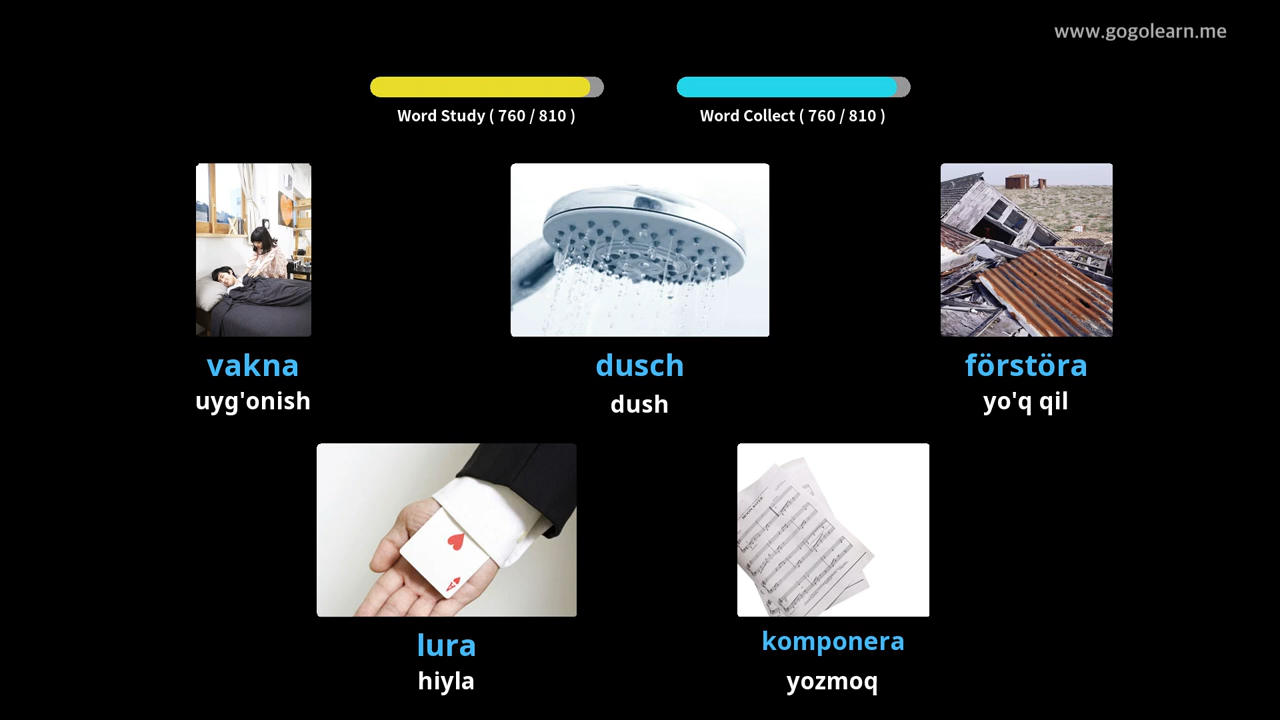 www.gogolearn.me
Word Study ( 760 / 810 )
Word Collect ( 760 / 810 )
vakna
uyg'onish
dusch
dush
förstöra
yo'q qil
lura
hiyla
komponera
yozmoq